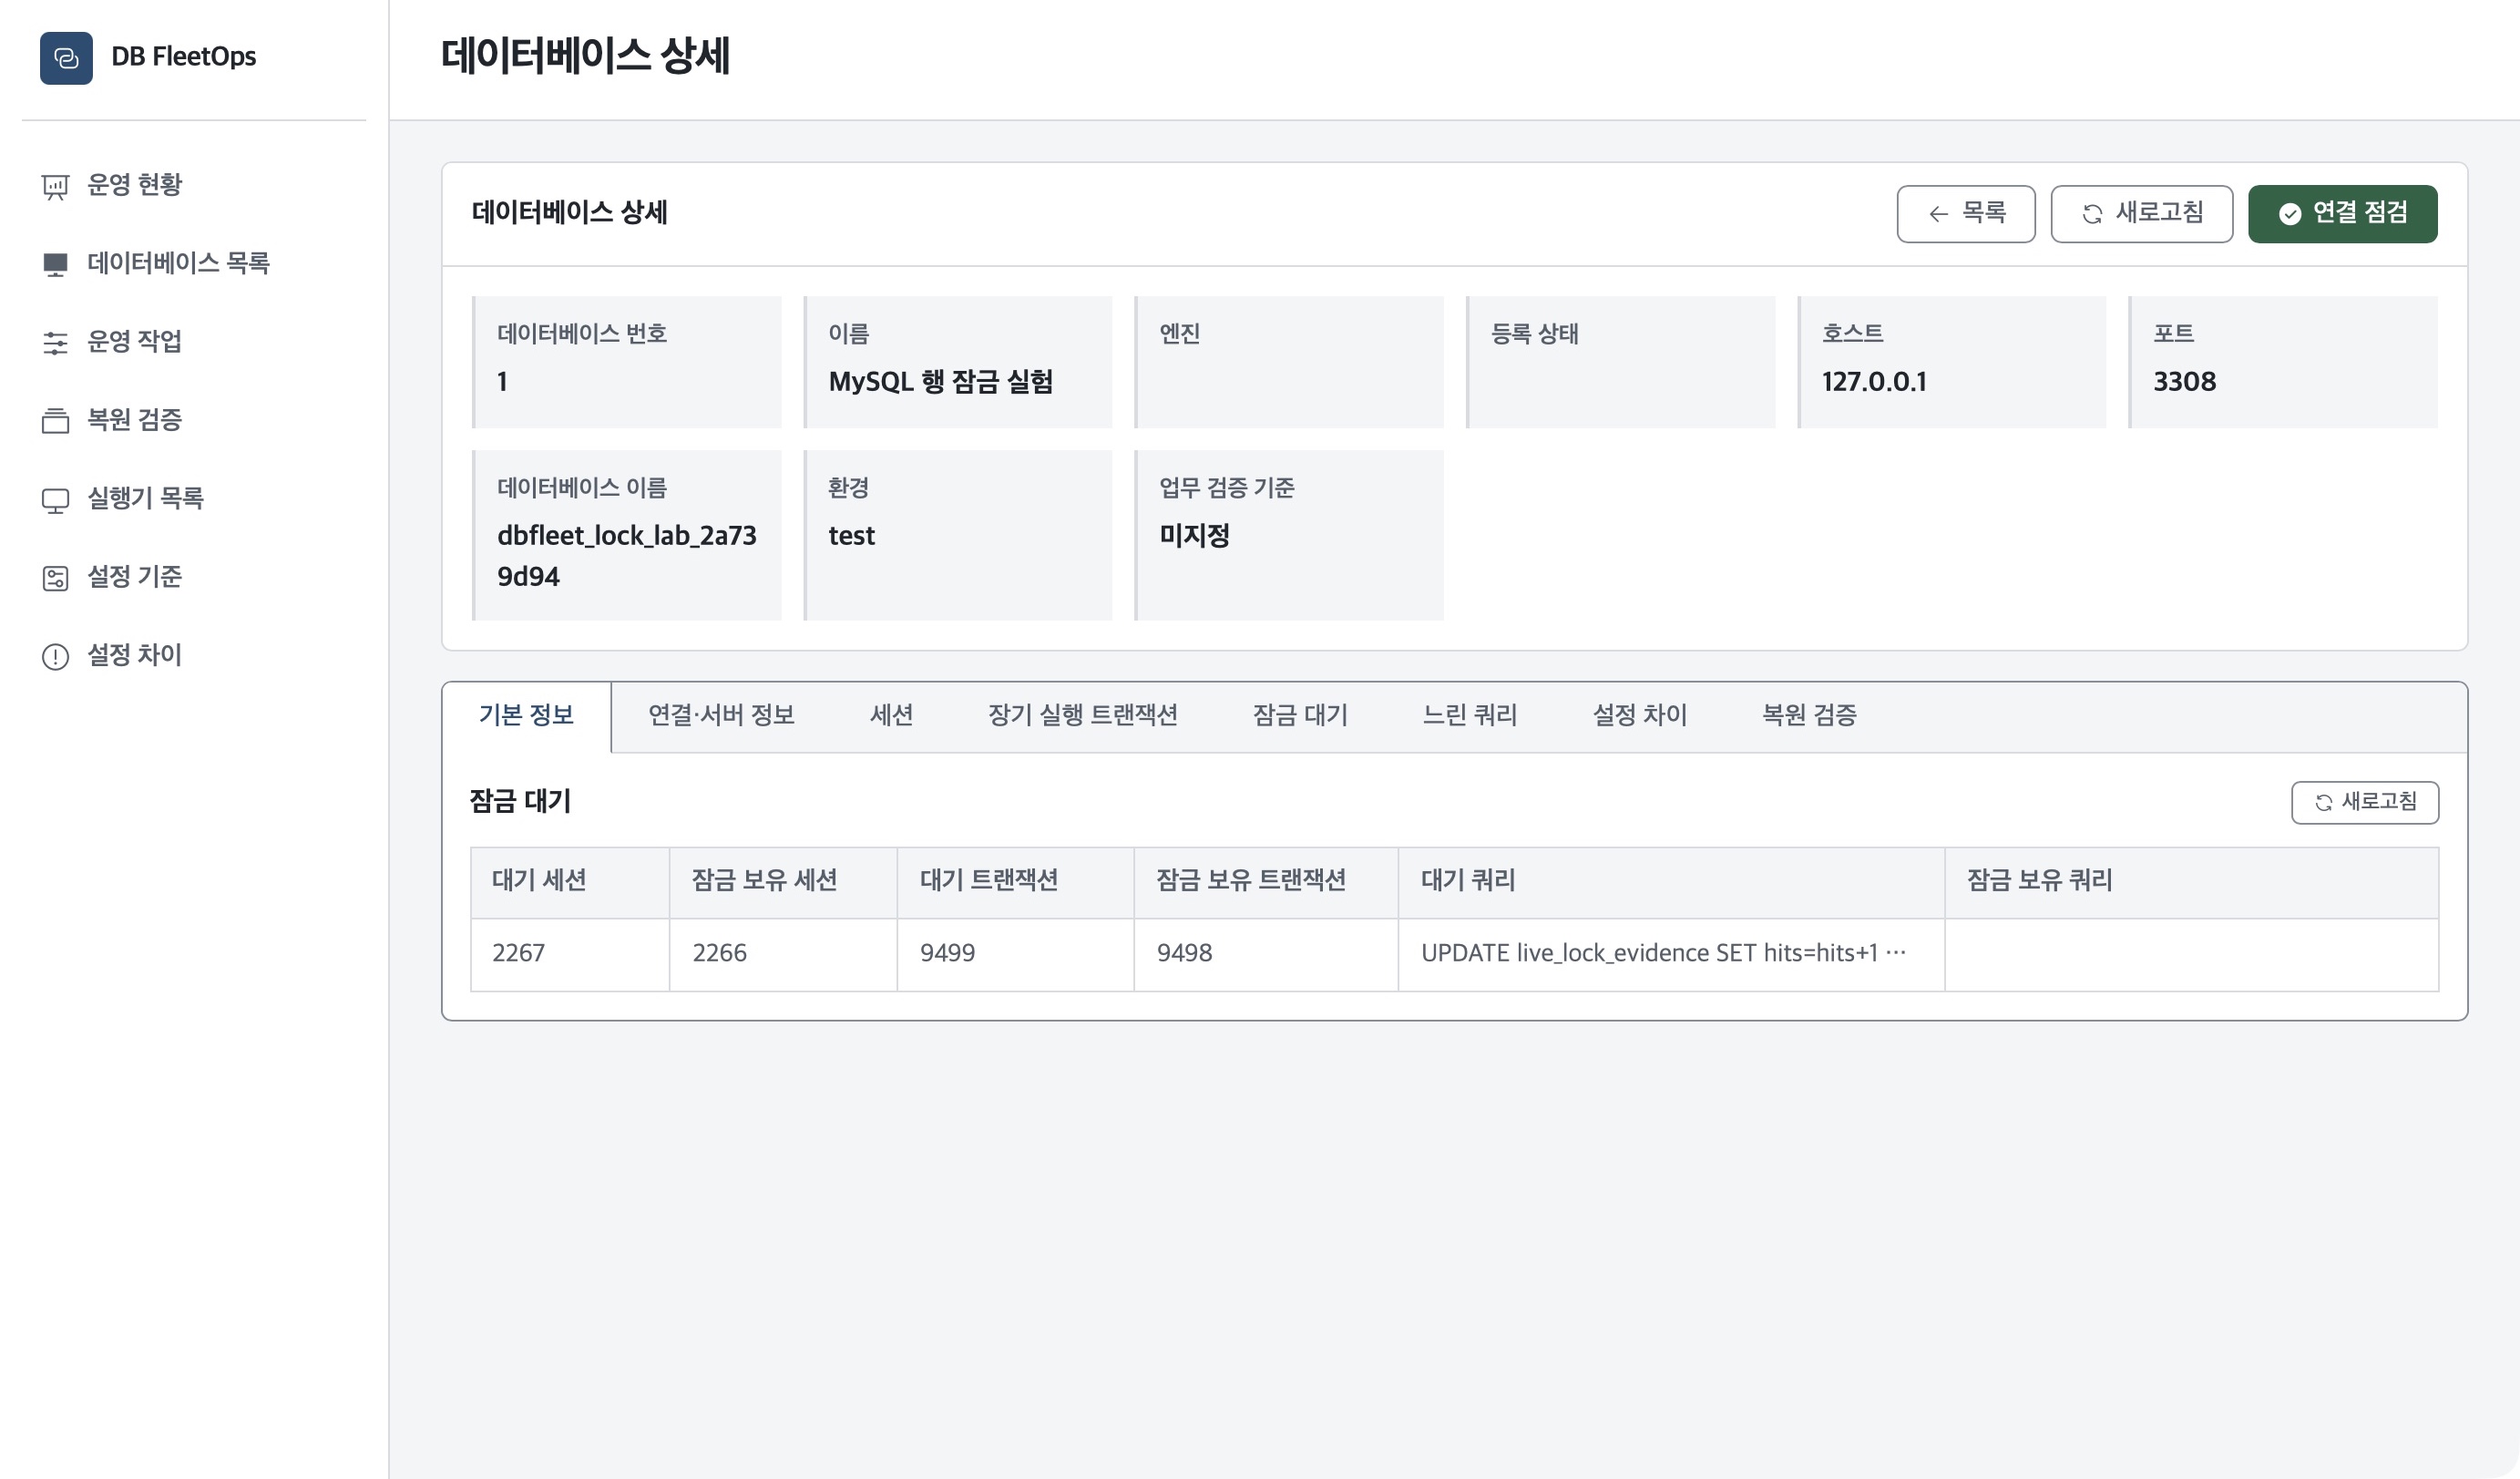 DB FleetOps
운영 현황
데이터베이스 목록
운영 작업
복원 검증
실행기 목록
설정 기준
설정 차이
데이터베이스 상세
데이터베이스 상세
목록
새로고침
연결 점검
데이터베이스 번호
1
이름
MySQL 행 잠금 실험
엔진
등록 상태
호스트
127.0.0.1
포트
3308
데이터베이스 이름
dbfleet_lock_lab_2a73
9d94
환경
test
업무 검증 기준
미지정
기본 정보
연결·서버 정보
세션
장기 실행 트랜잭션
잠금 대기
느린 쿼리
설정 차이
복원 검증
잠금 대기
새로고침
대기 세션
잠금 보유 세션
대기 트랜잭션
잠금 보유 트랜잭션
대기 쿼리
잠금 보유 쿼리
2267
2266
9499
9498
UPDATE live_lock_evidence SET hits=hits+1 …